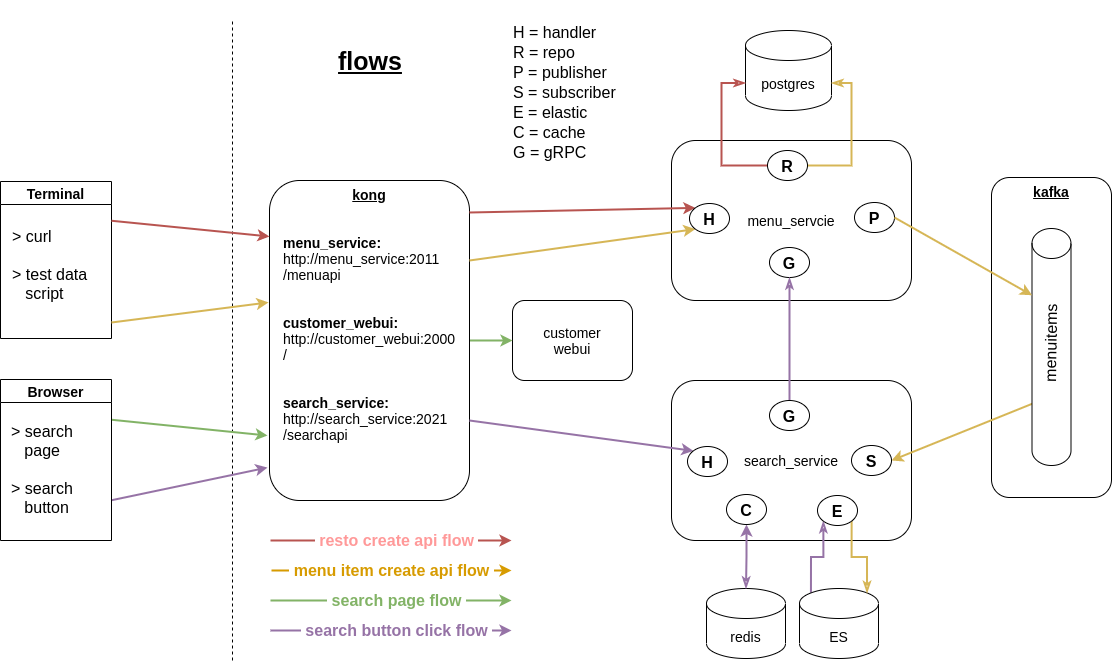 flows
H = handler
R = repo
P = publisher
S = subscriber
E = elastic
C = cache
G = gRPC
postgres
Terminal
> curl
> test data
script
Browser
> search
page
> search
button
kong
menu_service:
http://menu_service:2011
/menuapi
customer_webui:
http://customer_webui:2000
/
search_service:
http://search_service:2021
/searchapi
customer
webui
R
H
menu_servcie
P
G
G
H
search_service
S
C
E
redis
ES
kafka
menuitems
resto create api flow
menu item create api flow
search page flow
search button click flow